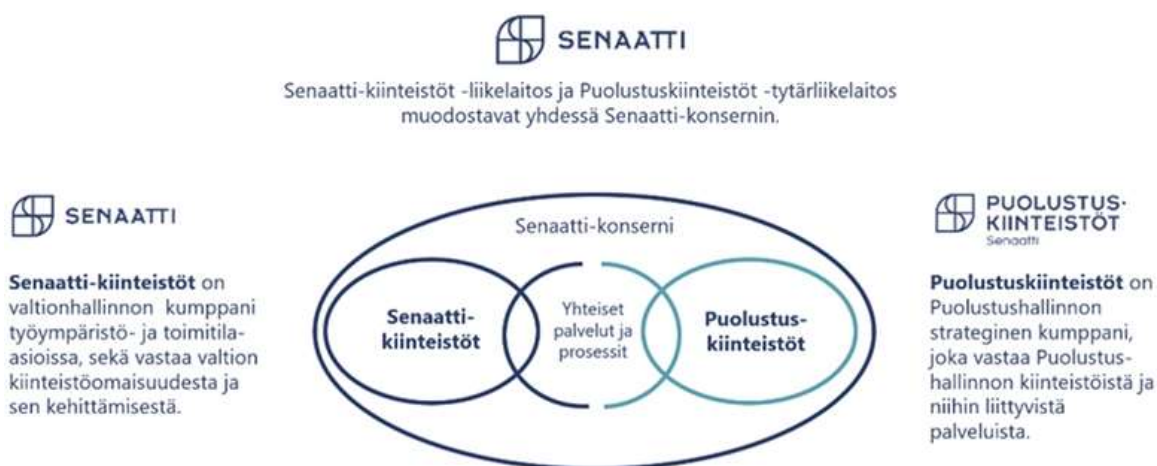 SENAATTI
Senaatti-kiinteistöt -liikelaitos ja Puolustuskiinteistöt -tytärliikelaitos
muodostavat yhdessä Senaatti-konsernin.
SENAATTI
Senaatti-kiinteistöt on
valtionhallinnon kumppani
työympäristö- ja toimitila-
asioissa, sekä vastaa valtion
kiinteistöomaisuudesta ja
sen kehittämisestä.
Senaatti-konserni
Senaatti-
kiinteistöt
Yhteiset
palvelut ja
prosessit
Puolustus-
kiinteistöt
PUOLUSTUS-
KIINTEISTÖT
Senaatti
Puolustuskiinteistöt on
Puolustushallinnon
strateginen kumppani,
joka vastaa Puolustus-
hallinnon kiinteistöistä ja
niihin liittyvistä
palveluista.